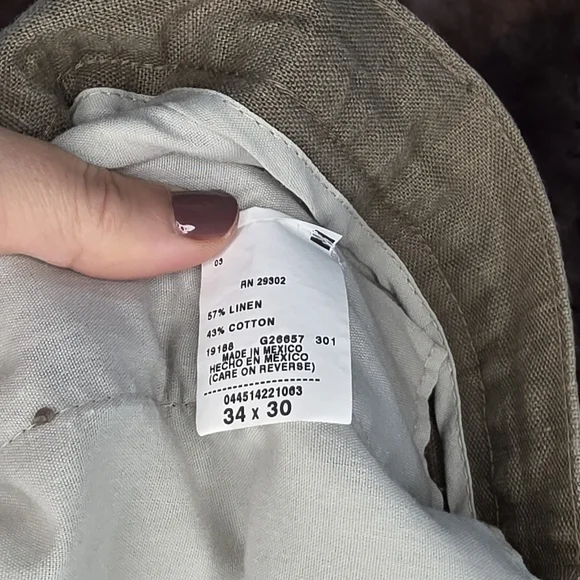 03
RN 29302
57% LINEN
43% COTTON
19186 G26657 301
MADE IN MEXICO
HECHO EN MEXICO
(CARE ON REVERSE)
044514221063
34 x 30